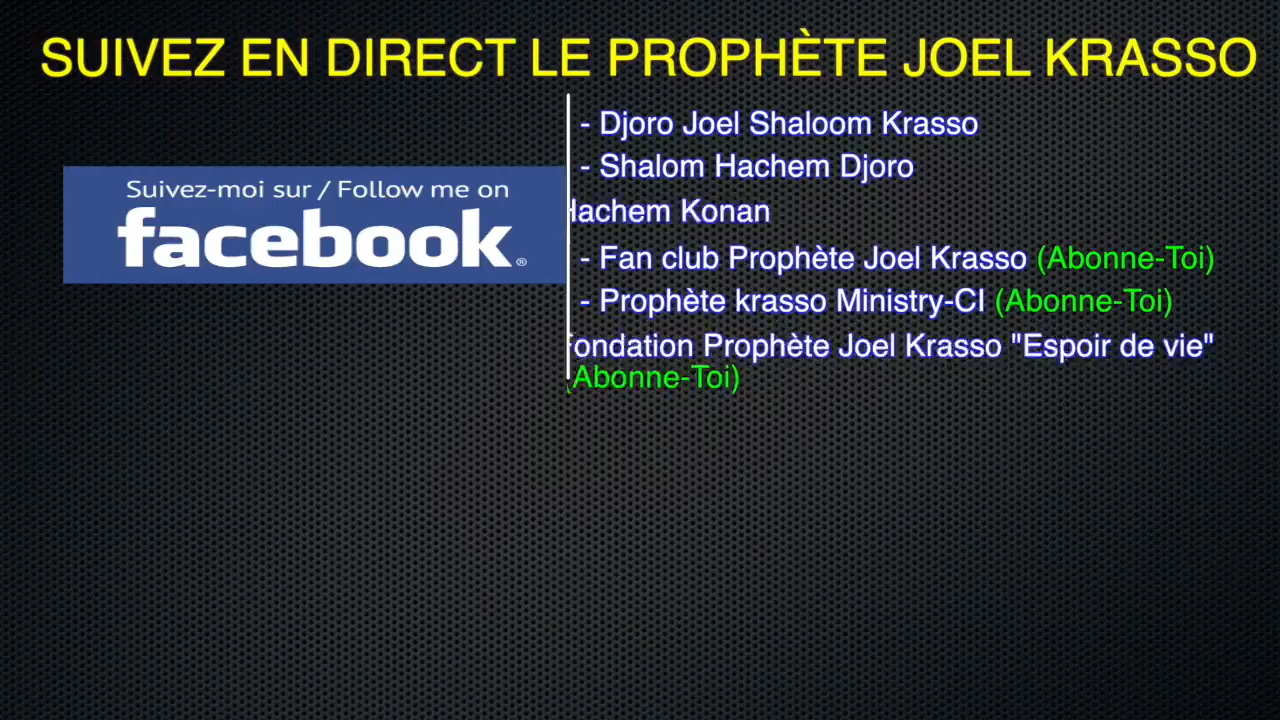 SUIVEZ EN DIRECT LE PROPHÈTE JOEL KRASSO
Suivez-moi sur / Follow me on
facebook®
- Djoro Joel Shaloom Krasso
- Shalom Hachem Djoro
Hachem Konan
- Fan club Prophète Joel Krasso (Abonne-Toi)
- Prophète krasso Ministry-CI (Abonne-Toi)
Fondation Prophète Joel Krasso "Espoir de vie"
(Abonne-Toi)